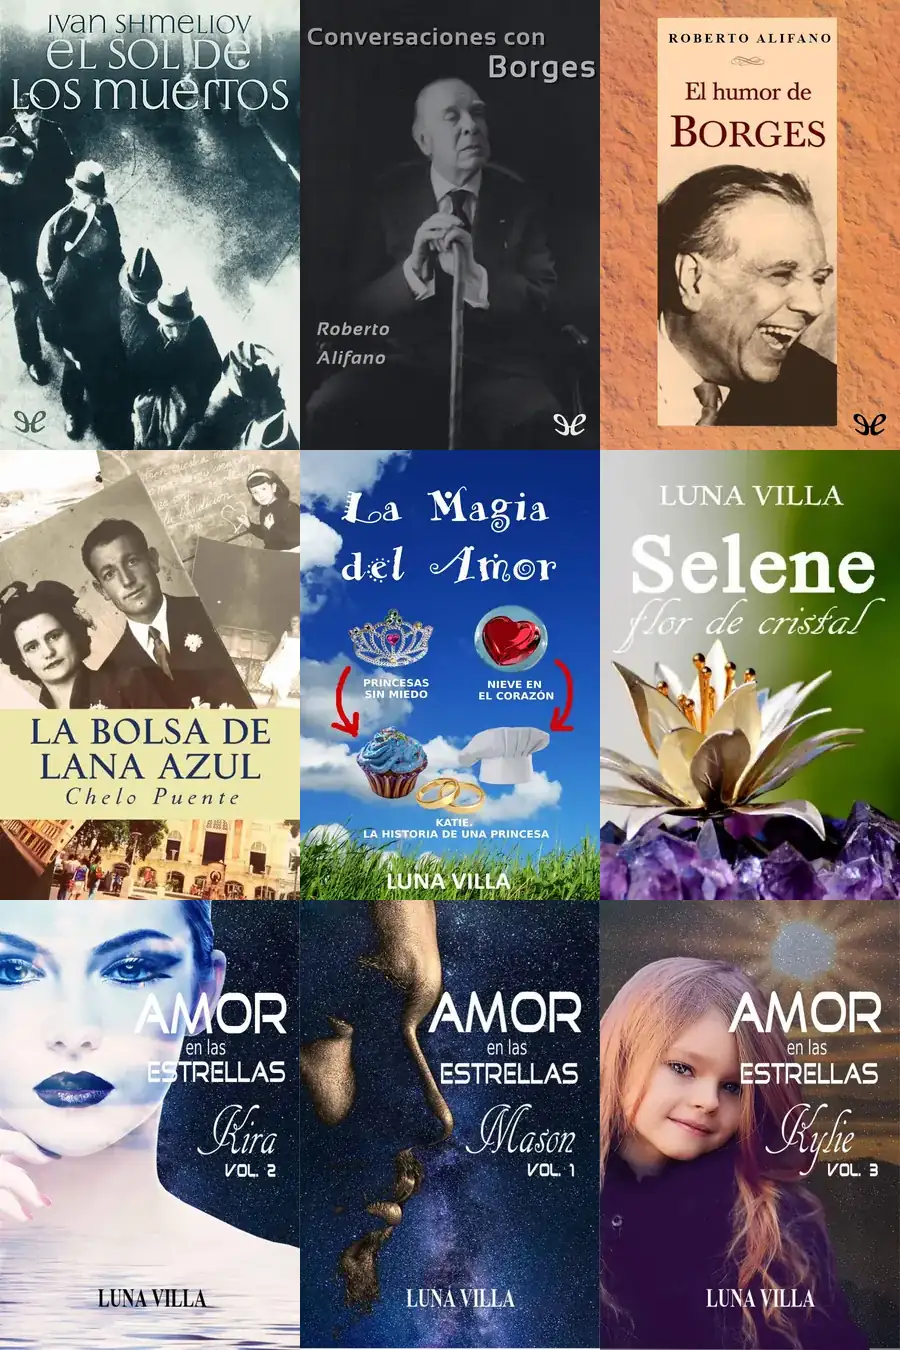 IVAN SHMELIOV
EL SOL DE
LOS MUERTOS
Conversaciones con
Borges
Roberto
Alifano
ROBERTO ALIFANO
El humor de
BORGES
LA BOLSA DE
LANA AZUL
Chelo Puente
La Magia
del Amor
PRINCESAS
SIN MIEDO
NIEVE EN
EL CORAZÓN
KATIE.
LA HISTORIA DE UNA PRINCESA
LUNA VILLA
LUNA VILLA
Selene
flor de cristal
AMOR
en las
ESTRELLAS
Kira
VOL. 2
LUNA VILLA
AMOR
en las
ESTRELLAS
Mason
VOL. 1
LUNA VILLA
AMOR
en las
ESTRELLAS
Kylie
VOL. 3
LUNA VILLA